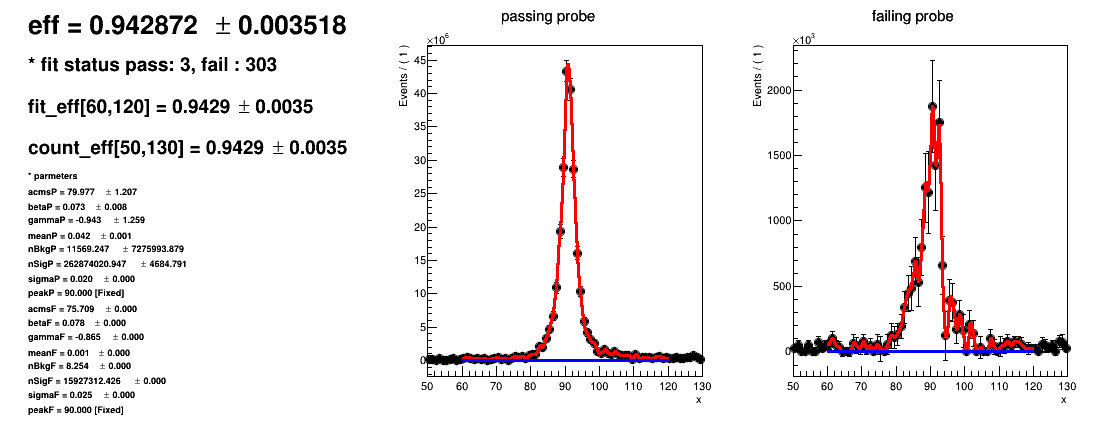 eff = 0.942872 ± 0.003518
* fit status pass: 3, fail : 303
fit_eff[60,120] = 0.9429 ± 0.0035
count_eff[50,130] = 0.9429 ± 0.0035
* parmeters
acmsP = 79.977 ± 1.207
betaP = 0.073 ± 0.008
gammaP = -0.943 ± 1.259
meanP = 0.042 ± 0.001
nBkgP = 11569.247 ± 7275993.879
nSigP = 262874020.947 ± 4684.791
sigmaP = 0.020 ± 0.000
peakP = 90.000 [Fixed]
acmsF = 75.709 ± 0.000
betaF = 0.078 ± 0.000
gammaF = -0.865 ± 0.000
meanF = 0.001 ± 0.000
nBkgF = 8.254 ± 0.000
nSigF = 15927312.426 ± 0.000
sigmaF = 0.025 ± 0.000
peakF = 90.000 [Fixed]
passing probe
×10⁶
Events / ( 1 )
45
40
35
30
25
20
15
10
5
0
50 60 70 80 90 100 110 120 130
x
failing probe
×10³
Events / ( 1 )
2000
1500
1000
500
0
50 60 70 80 90 100 110 120 130
x